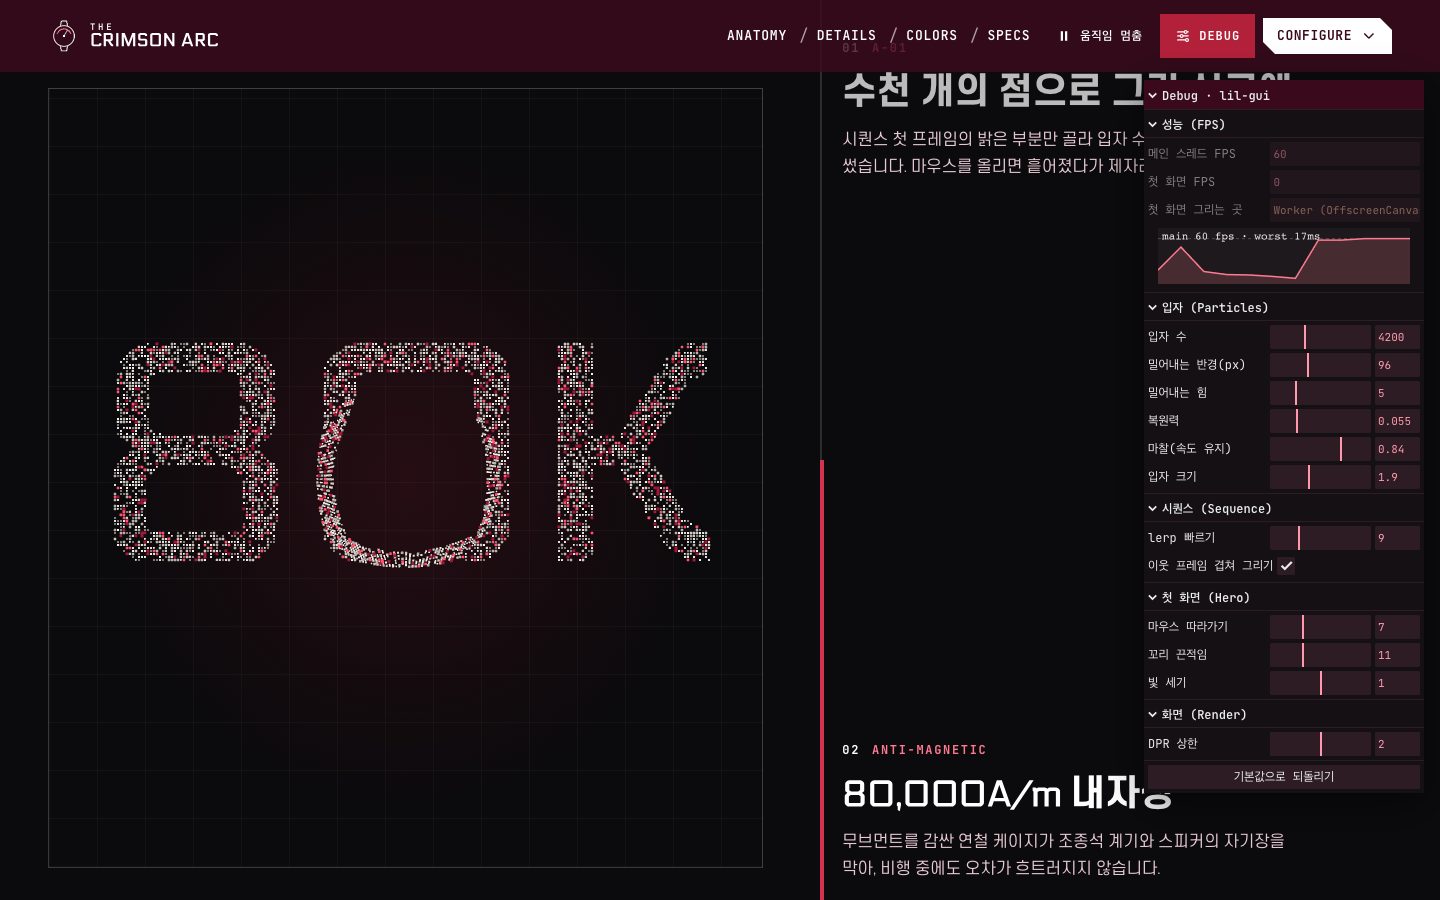 THE
CRIMSON ARC
ANATOMY / DETAILS / COLORS / SPECS
움직임 멈춤
DEBUG
CONFIGURE
01 A-01
수천 개의 점으로
시퀀스 첫 프레임의 밝은 부분만 골라 입자
썼습니다. 마우스를 올리면 흩어졌다가
80K
02 ANTI-MAGNETIC
80,000A/m 내자성
무브먼트를 감싼 연철 케이지가 조종석 계기와 스피커의 자기장을
막아, 비행 중에도 오차가 흐트러지지 않습니다.
Debug · lil-gui
성능 (FPS)
메인 스레드 FPS 60
첫 화면 FPS 0
첫 화면 그리는 곳 Worker (OffscreenCanva
main 60 fps · worst 17ms
입자 (Particles)
입자 수 4200
밀어내는 반경(px) 96
밀어내는 힘 5
복원력 0.055
마찰(속도 유지) 0.84
입자 크기 1.9
시퀀스 (Sequence)
lerp 빠르기 9
이웃 프레임 겹쳐 그리기
첫 화면 (Hero)
마우스 따라가기 7
꼬리 끈적임 11
빛 세기 1
화면 (Render)
DPR 상한 2
기본값으로 되돌리기